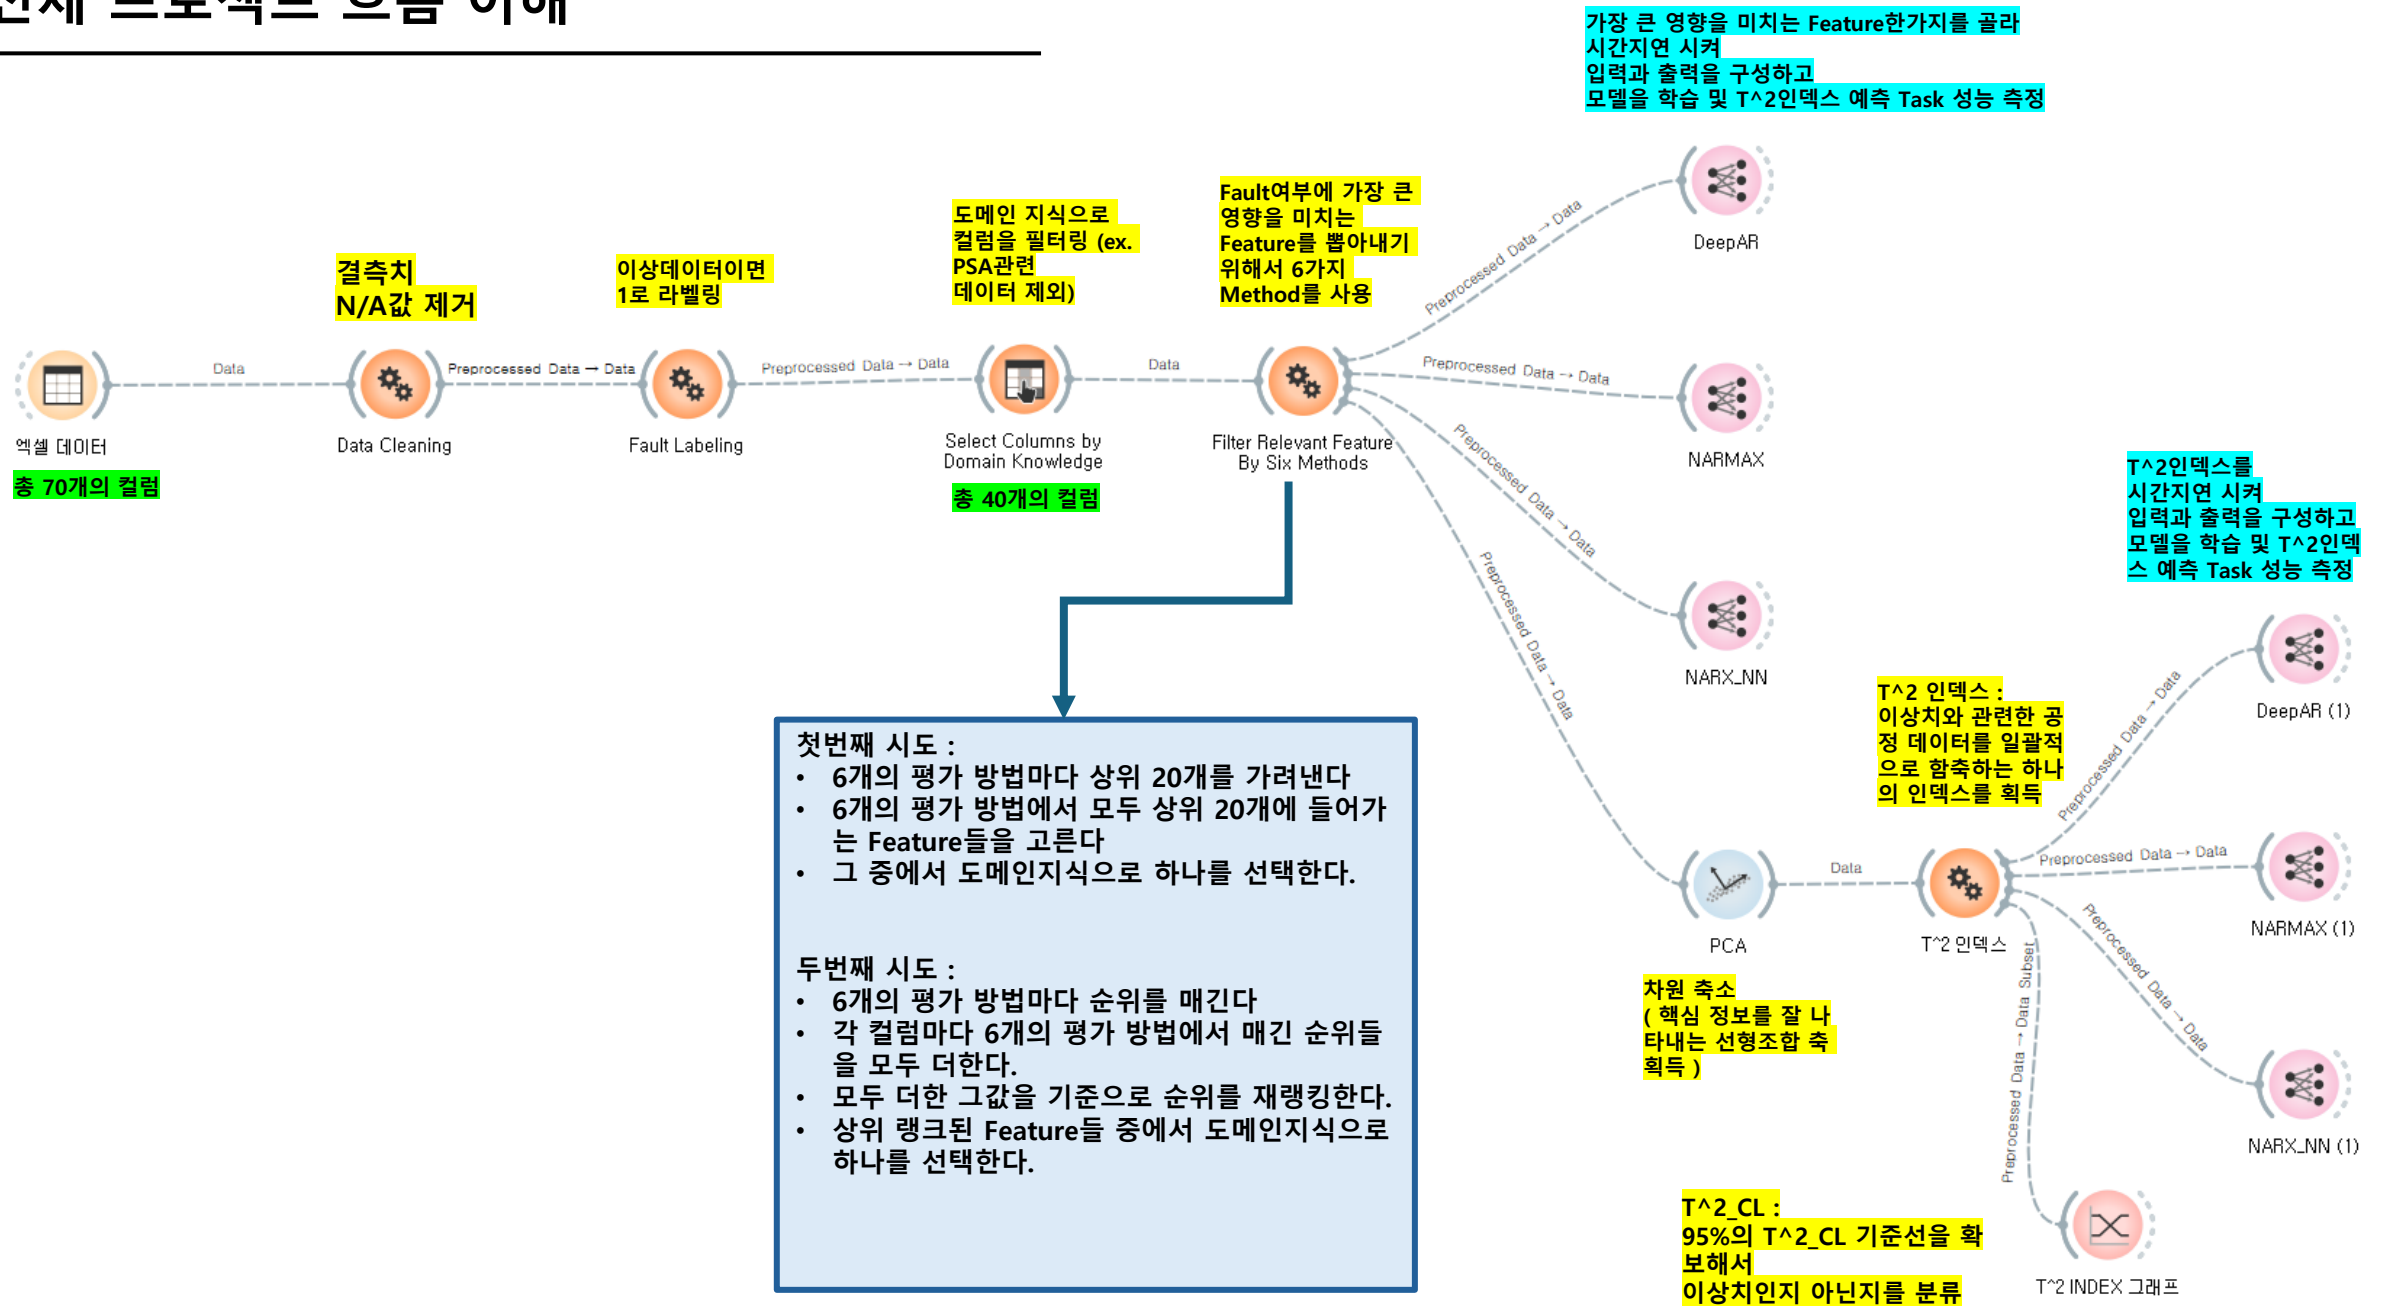 전체 프로젝트 흐름 이해
가장 큰 영향을 미치는 Feature한가지를 골라
시간지연 시켜
입력과 출력을 구성하고
모델을 학습 및 T^2인덱스 예측 Task 성능 측정
결측치
N/A값 제거
이상데이터이면
1로 라벨링
도메인 지식으로
컬럼을 필터링 (ex.
PSA관련
데이터 제외)
Fault여부에 가장 큰
영향을 미치는
Feature를 뽑아내기
위해서 6가지
Method를 사용
Data
Preprocessed Data → Data
Preprocessed Data → Data
Data
Preprocessed Data → Data
Preprocessed Data → Data
Preprocessed Data → Data
Preprocessed Data → Data
엑셀 데이터
총 70개의 컬럼
Data Cleaning
Fault Labeling
Select Columns by
Domain Knowledge
총 40개의 컬럼
Filter Relevant Feature
By Six Methods
DeepAR
NARMAX
NARX_NN
첫번째 시도 :
• 6개의 평가 방법마다 상위 20개를 가려낸다
• 6개의 평가 방법에서 모두 상위 20개에 들어가
는 Feature들을 고른다
• 그 중에서 도메인지식으로 하나를 선택한다.
두번째 시도 :
• 6개의 평가 방법마다 순위를 매긴다
• 각 컬럼마다 6개의 평가 방법에서 매긴 순위들
을 모두 더한다.
• 모두 더한 그값을 기준으로 순위를 재랭킹한다.
• 상위 랭크된 Feature들 중에서 도메인지식으로
하나를 선택한다.
PCA
차원 축소
( 핵심 정보를 잘 나
타내는 선형조합 축
획득 )
Data
T^2 인덱스 :
이상치와 관련한 공
정 데이터를 일괄적
으로 함축하는 하나
의 인덱스를 획득
T^2 인덱스
T^2인덱스를
시간지연 시켜
입력과 출력을 구성하고
모델을 학습 및 T^2인덱
스 예측 Task 성능 측정
Preprocessed Data → Data
Preprocessed Data → Data
Preprocessed Data → Data
Preprocessed Data → Data Subset
DeepAR (1)
NARMAX (1)
NARX_NN (1)
T^2_CL :
95%의 T^2_CL 기준선을 확
보해서
이상치인지 아닌지를 분류
T^2 INDEX 그래프